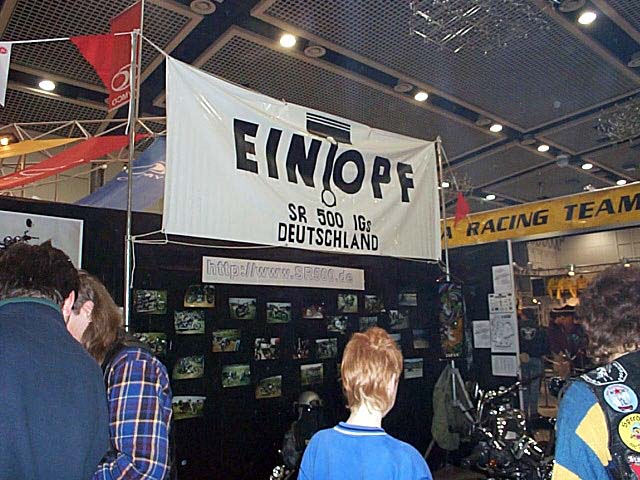 EINTOPF
SR 500 IGs
DEUTSCHLAND
http://www.SR500.de
RACING TEAM